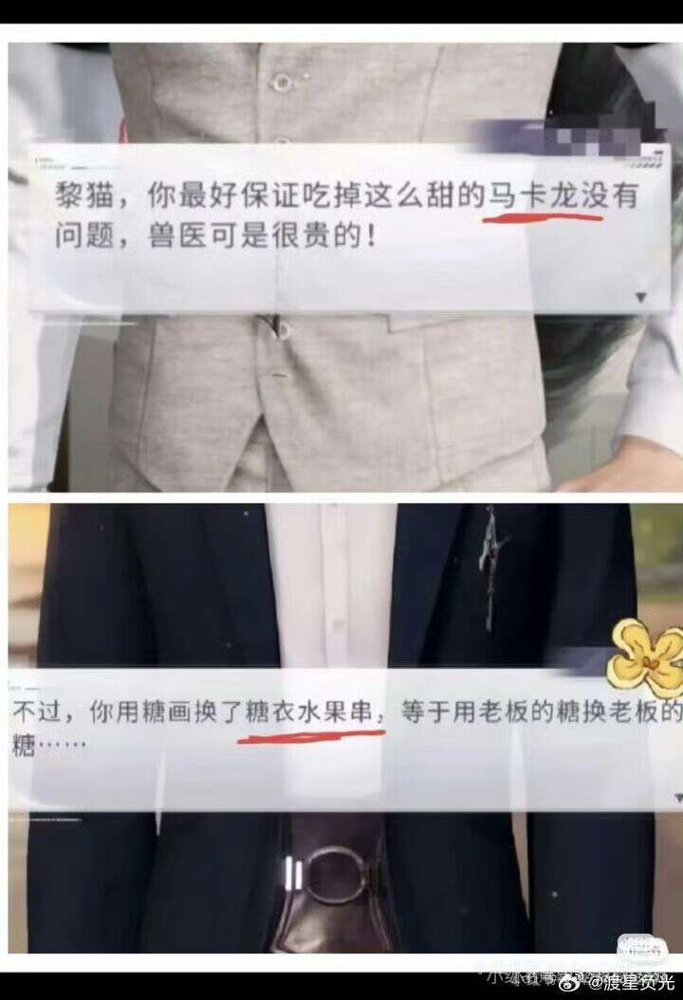 黎猫，你最好保证吃掉这么甜的马卡龙没有
问题，兽医可是很贵的！
不过，你用糖画换了糖衣水果串，等于用老板的糖换老板的
糖……
@渡星负光